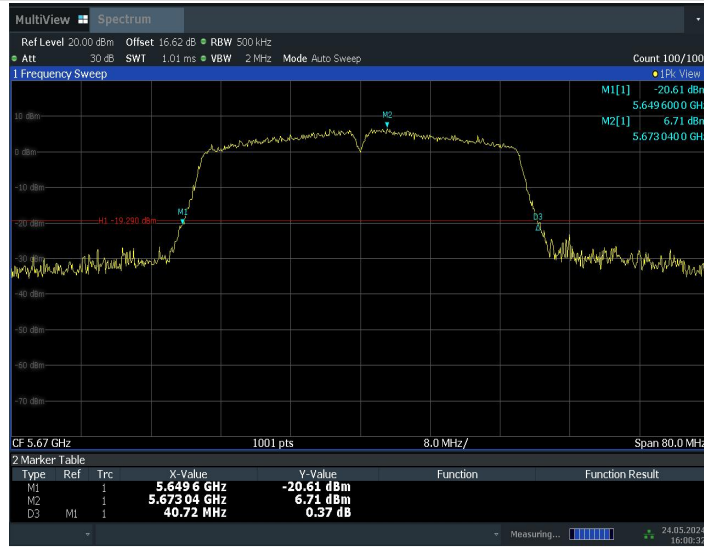 MultiView Spectrum
Ref Level 20.00 dBm Offset 16.62 dB RBW 500 kHz
Att 30 dB SWT 1.01 ms VBW 2 MHz Mode Auto Sweep Count 100/100
1 Frequency Sweep 1Pk View
M1[1] -20.61 dBm
5.649 600 0 GHz
M2[1] 6.71 dBm
5.673 040 0 GHz
M2
10 dBm
0 dBm
-10 dBm
M1
D3
H1 -19.290 dBm
-20 dBm
-30 dBm
-40 dBm
-50 dBm
-60 dBm
-70 dBm
CF 5.67 GHz 1001 pts 8.0 MHz/ Span 80.0 MHz
2 Marker Table
Type Ref Trc X-Value Y-Value Function Function Result
M1 1 5.649 6 GHz -20.61 dBm
M2 1 5.673 04 GHz 6.71 dBm
D3 M1 1 40.72 MHz 0.37 dB
Measuring... 24.05.2024
16:00:32